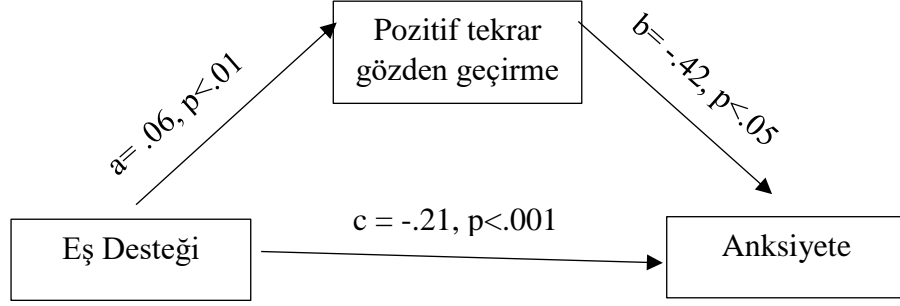 Pozitif tekrar
gözden geçirme
a= .06, p<.01
b= -.42, p<.05
c = -.21, p<.001
Eş Desteği
Anksiyete